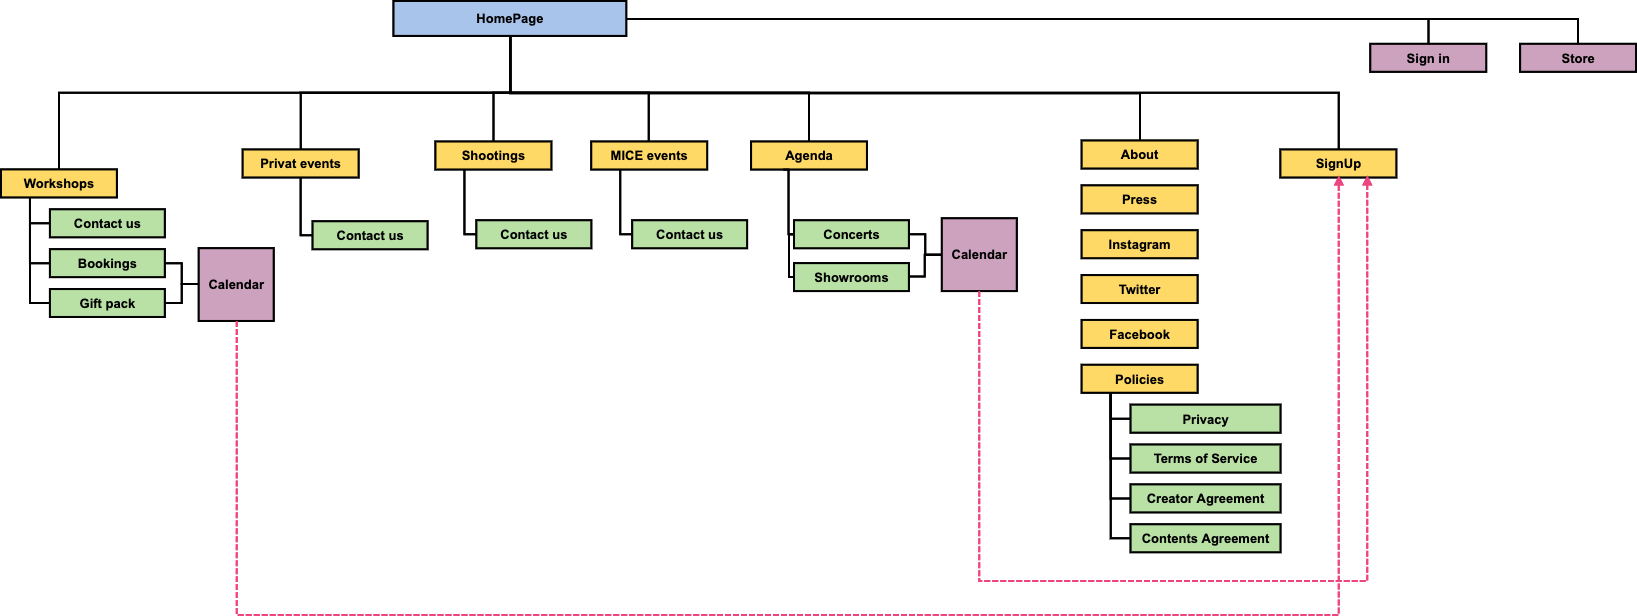 HomePage
Sign in
Store
Workshops
Contact us
Bookings
Gift pack
Calendar
Privat events
Contact us
Shootings
Contact us
MICE events
Contact us
Agenda
Concerts
Showrooms
Calendar
About
Press
Instagram
Twitter
Facebook
Policies
Privacy
Terms of Service
Creator Agreement
Contents Agreement
SignUp